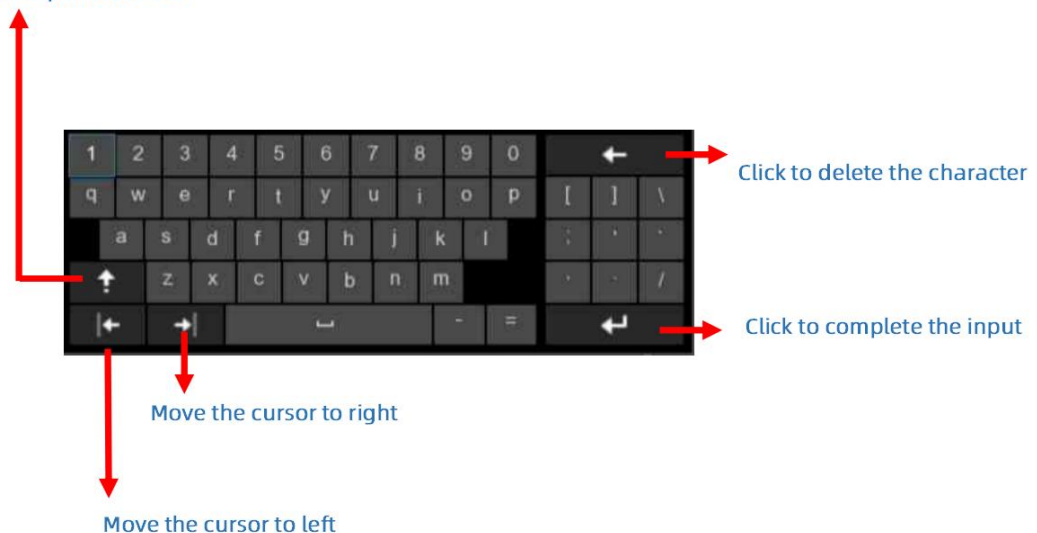 1 2 3 4 5 6 7 8 9 0
q w e r t y u i o p [ ] \
a s d f g h j k l
z x c v b n m /
- =
Click to delete the character
Click to complete the input
Move the cursor to right
Move the cursor to left